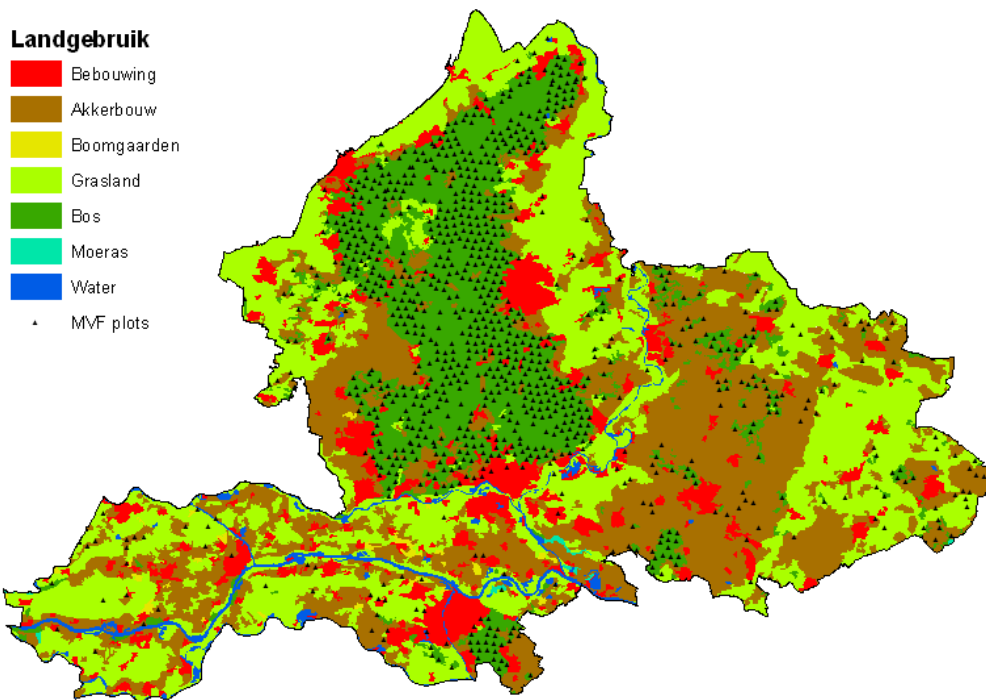 Landgebruik
Bebouwing
Akkerbouw
Boomgaarden
Grasland
Bos
Moeras
Water
MVF plots